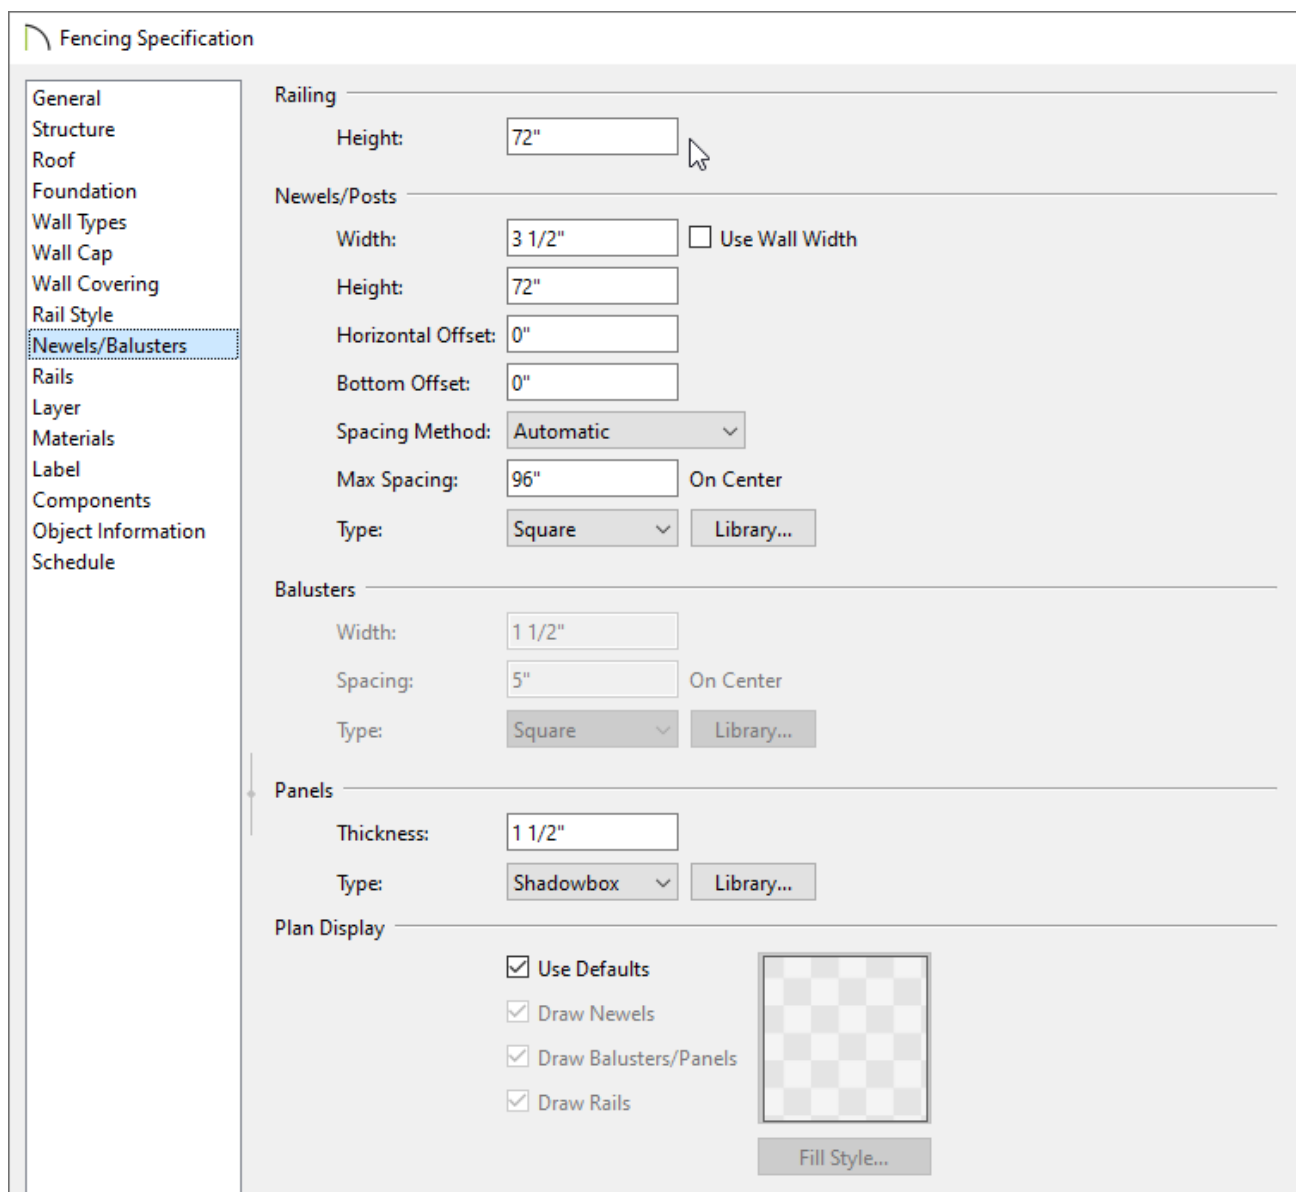 Fencing Specification
General
Structure
Roof
Foundation
Wall Types
Wall Cap
Wall Covering
Rail Style
Newels/Balusters
Rails
Layer
Materials
Label
Components
Object Information
Schedule
Railing
Height: 72"
Newels/Posts
Width: 3 1/2" Use Wall Width
Height: 72"
Horizontal Offset: 0"
Bottom Offset: 0"
Spacing Method: Automatic
Max Spacing: 96" On Center
Type: Square Library...
Balusters
Width: 1 1/2"
Spacing: 5" On Center
Type: Square Library...
Panels
Thickness: 1 1/2"
Type: Shadowbox Library...
Plan Display
Use Defaults
Draw Newels
Draw Balusters/Panels
Draw Rails
Fill Style...